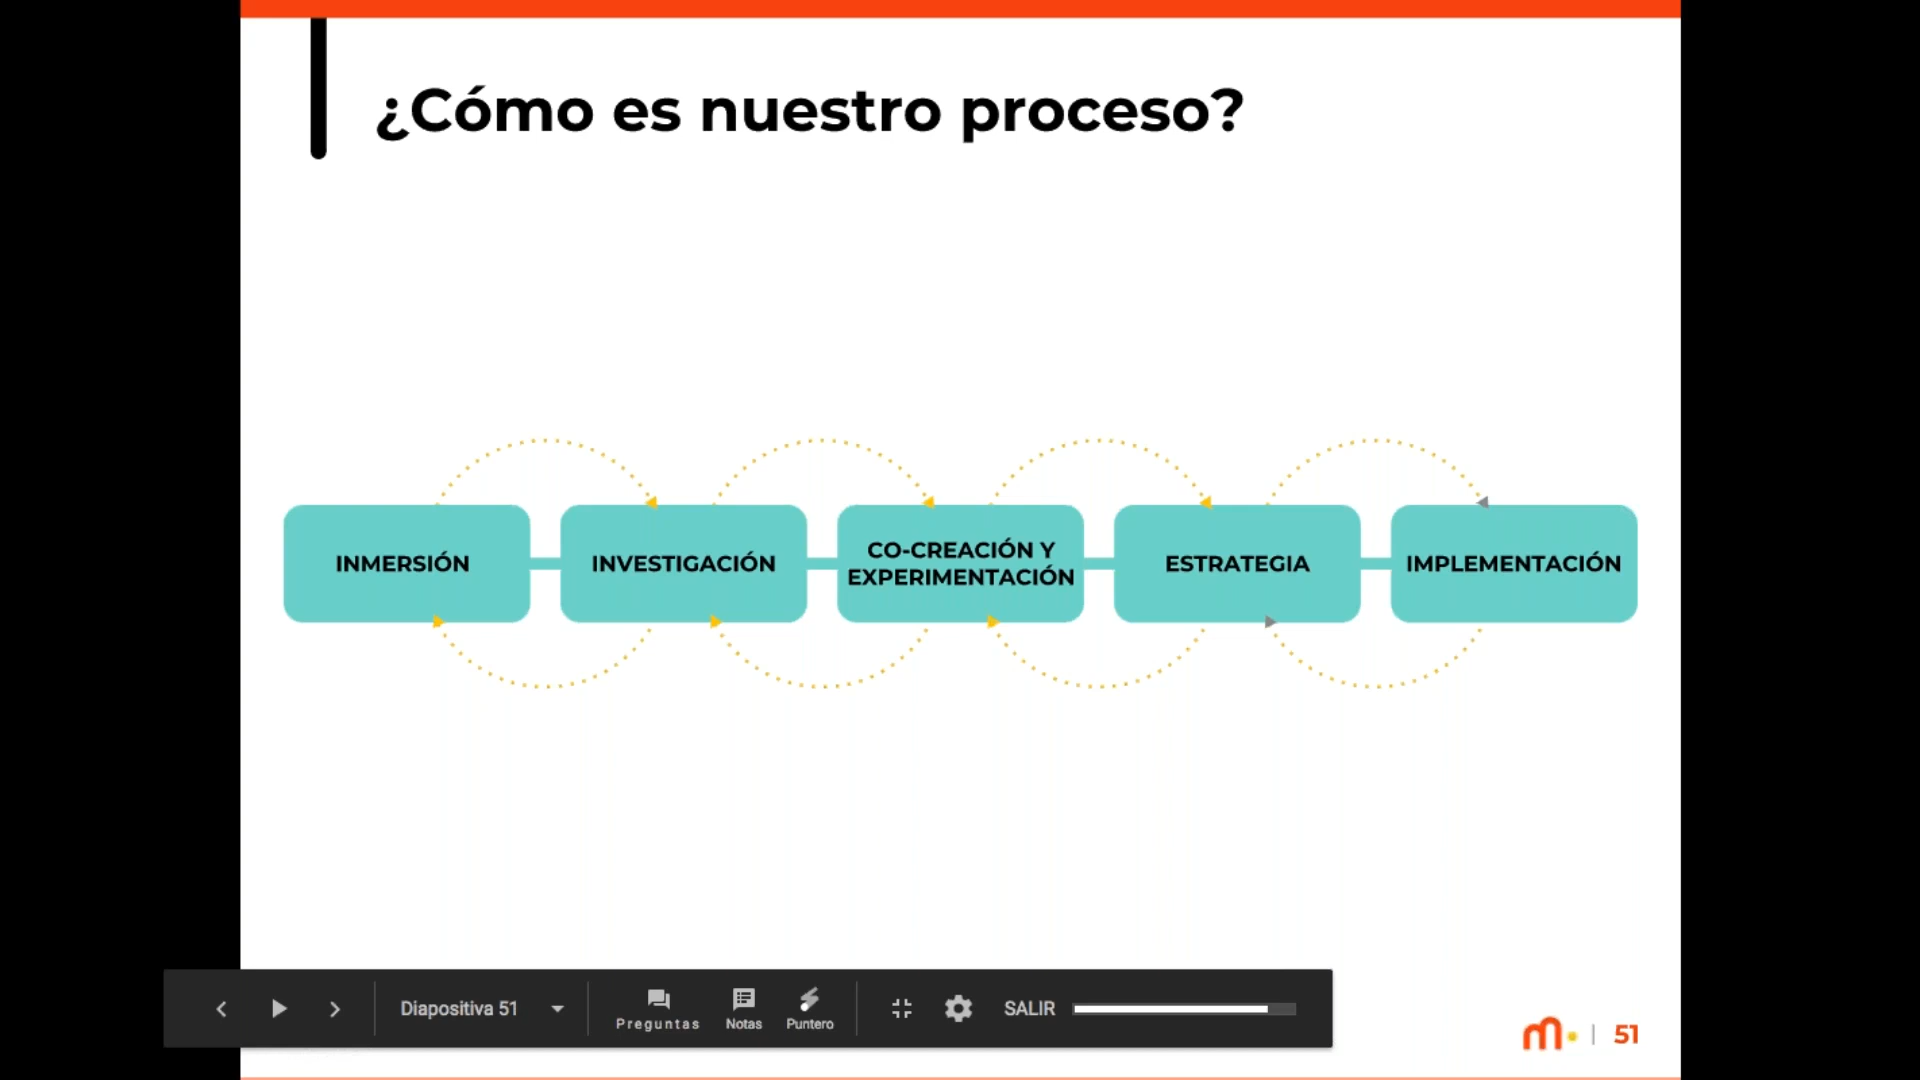 ¿Cómo es nuestro proceso?
INMERSIÓN
INVESTIGACIÓN
CO-CREACIÓN Y
EXPERIMENTACIÓN
ESTRATEGIA
IMPLEMENTACIÓN
Diapositiva 51
Preguntas
Notas
Puntero
SALIR
m
51